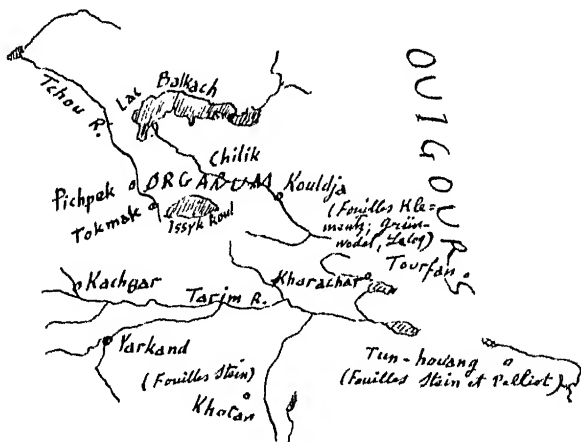 OUIGOURS
Lac Balkach
Tchou R.
Chilik
Pichpek
ORGANUM
Kouldja
Tokmak
Issyk koul
(Fouilles Kle=
mentz, Grün=
wedel, Lecoq)
Kharachar
Tourfan
Kachgar
Tarim R.
Yarkand
(Fouilles Stein)
Khotan
Tun-houang
(Fouilles Stein et Pelliot)